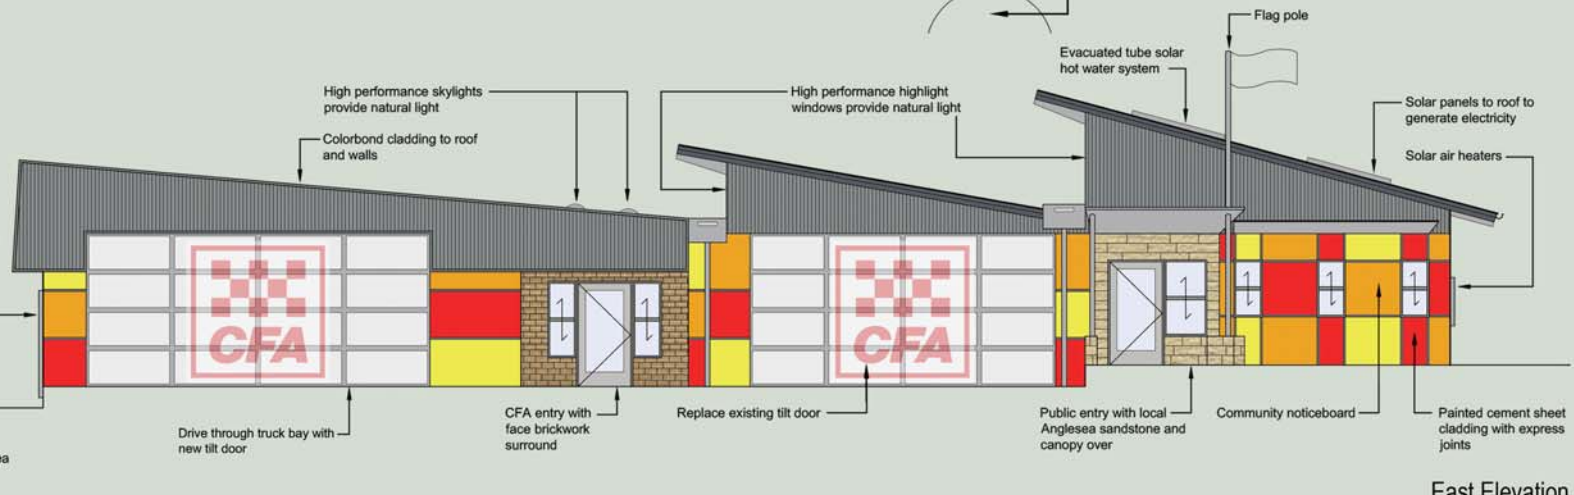 Flag pole
Evacuated tube solar
hot water system
High performance skylights
provide natural light
High performance highlight
windows provide natural light
Solar panels to roof to
generate electricity
Colorbond cladding to roof
and walls
Solar air heaters
CFA
CFA
Drive through truck bay with
new tilt door
CFA entry with
face brickwork
surround
Replace existing tilt door
Public entry with local
Anglesea sandstone and
canopy over
Community noticeboard
Painted cement sheet
cladding with express
joints
East Elevation